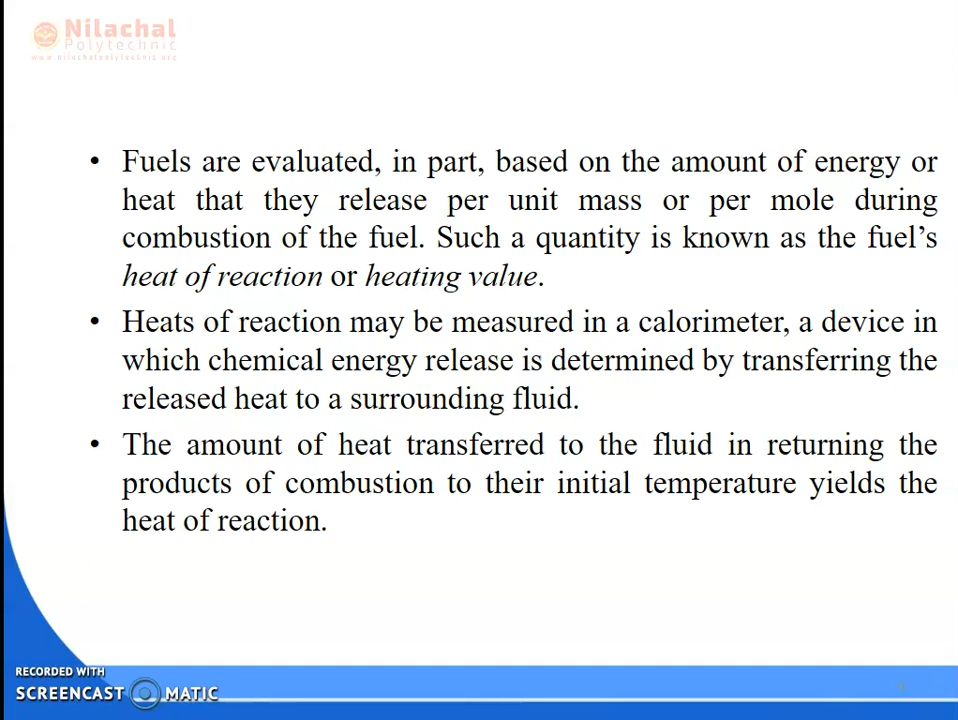 Nilachal
Polytechnic
www.nilachalpolytechnic.org
• Fuels are evaluated, in part, based on the amount of energy or
heat that they release per unit mass or per mole during
combustion of the fuel. Such a quantity is known as the fuel’s
heat of reaction or heating value.
• Heats of reaction may be measured in a calorimeter, a device in
which chemical energy release is determined by transferring the
released heat to a surrounding fluid.
• The amount of heat transferred to the fluid in returning the
products of combustion to their initial temperature yields the
heat of reaction.
RECORDED WITH
SCREENCAST MATIC